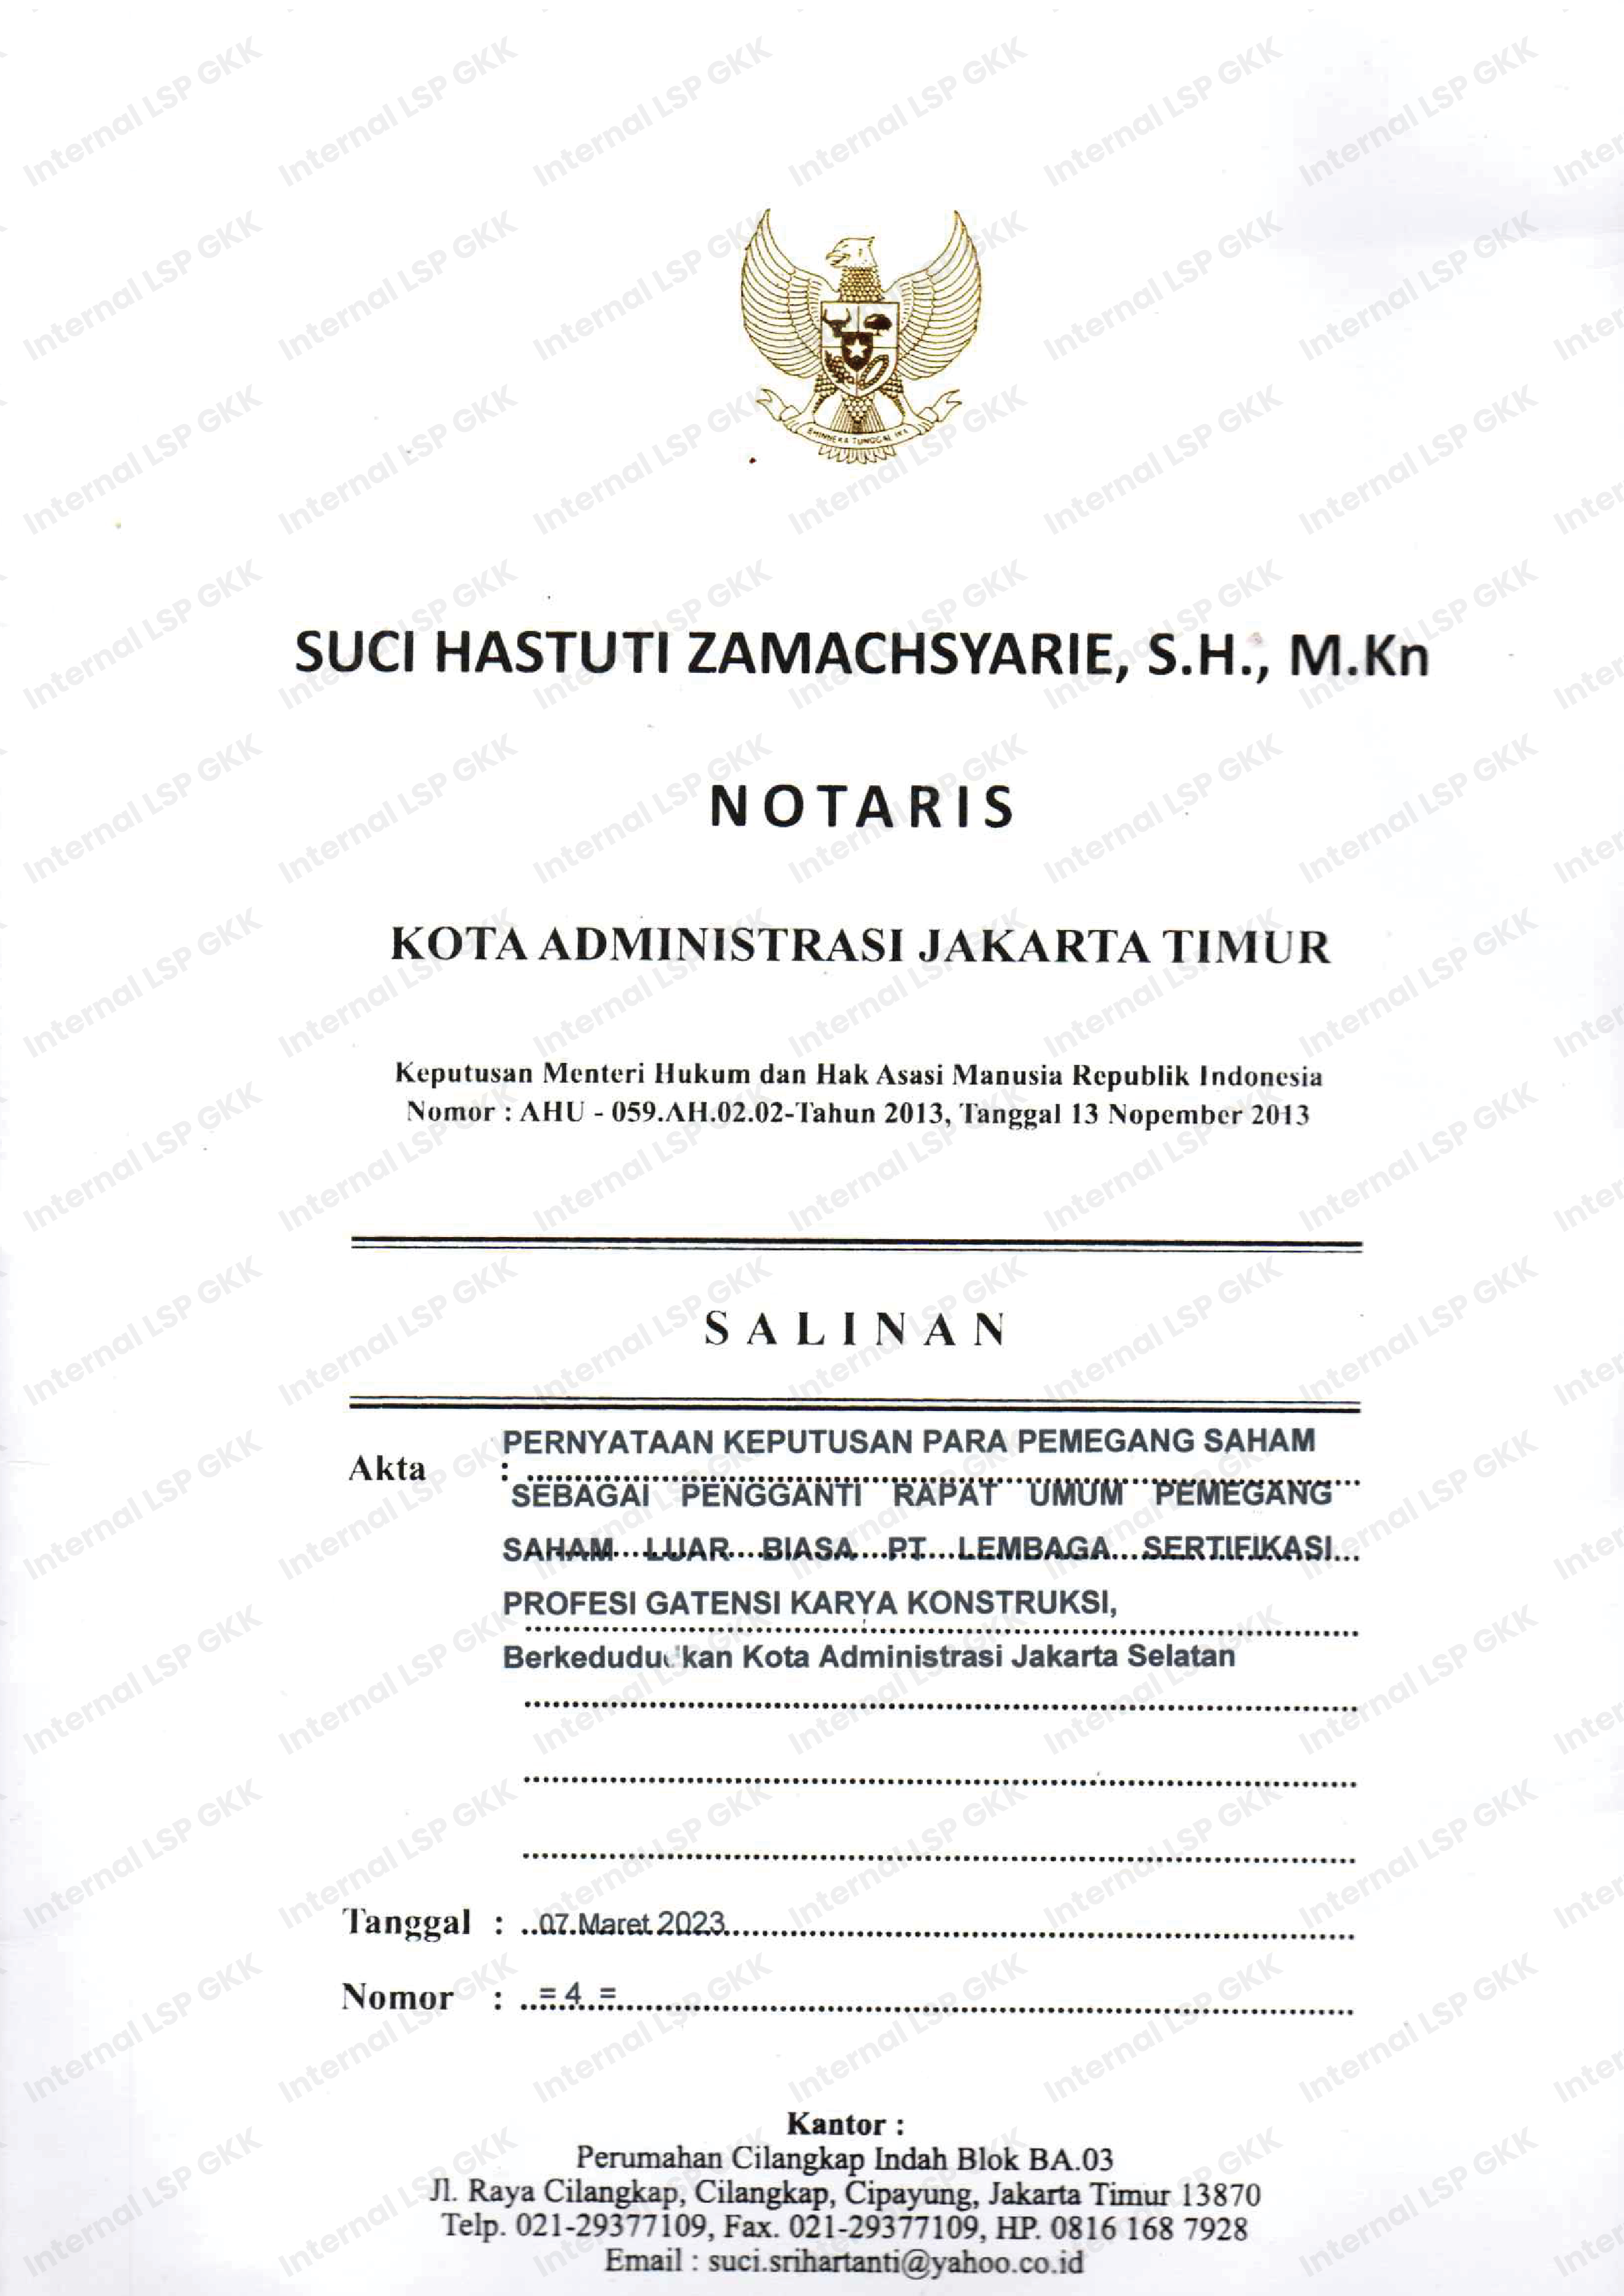 BHINNEKA TUNGGAL IKA
SUCI HASTUTI ZAMACHSYARIE, S.H., M.Kn
NOTARIS
KOTA ADMINISTRASI JAKARTA TIMUR
Keputusan Menteri Hukum dan Hak Asasi Manusia Republik Indonesia
Nomor : AHU - 059.AH.02.02-Tahun 2013, Tanggal 13 Nopember 2013
SALINAN
Akta : PERNYATAAN KEPUTUSAN PARA PEMEGANG SAHAM
SEBAGAI PENGGANTI RAPAT UMUM PEMEGANG
SAHAM LUAR BIASA PT LEMBAGA SERTIFIKASI
PROFESI GATENSI KARYA KONSTRUKSI,
Berkedudukan Kota Administrasi Jakarta Selatan
Tanggal : 07 Maret 2023
Nomor : = 4 =
Kantor :
Perumahan Cilangkap Indah Blok BA.03
Jl. Raya Cilangkap, Cilangkap, Cipayung, Jakarta Timur 13870
Telp. 021-29377109, Fax. 021-29377109, HP. 0816 168 7928
Email : suci.srihartanti@yahoo.co.id
Internal LSP GKK